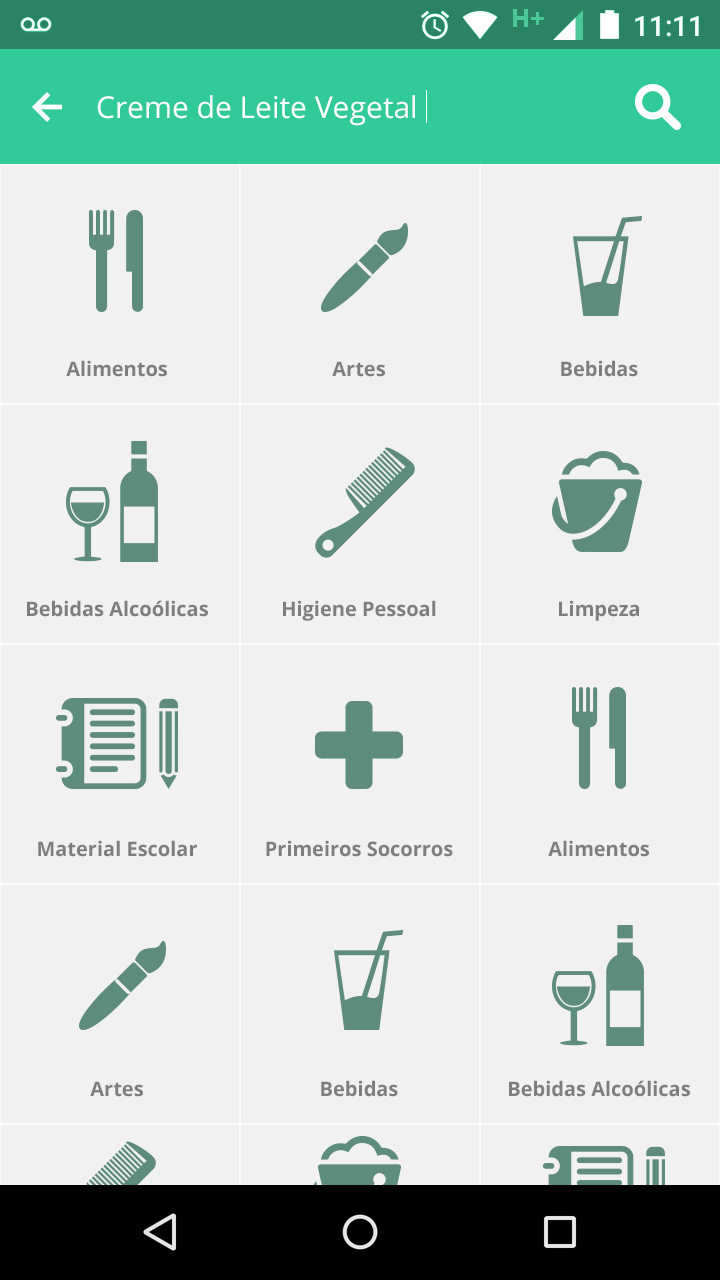 H+ 11:11
Creme de Leite Vegetal
Alimentos Artes Bebidas
Bebidas Alcoólicas Higiene Pessoal Limpeza
Material Escolar Primeiros Socorros Alimentos
Artes Bebidas Bebidas Alcoólicas